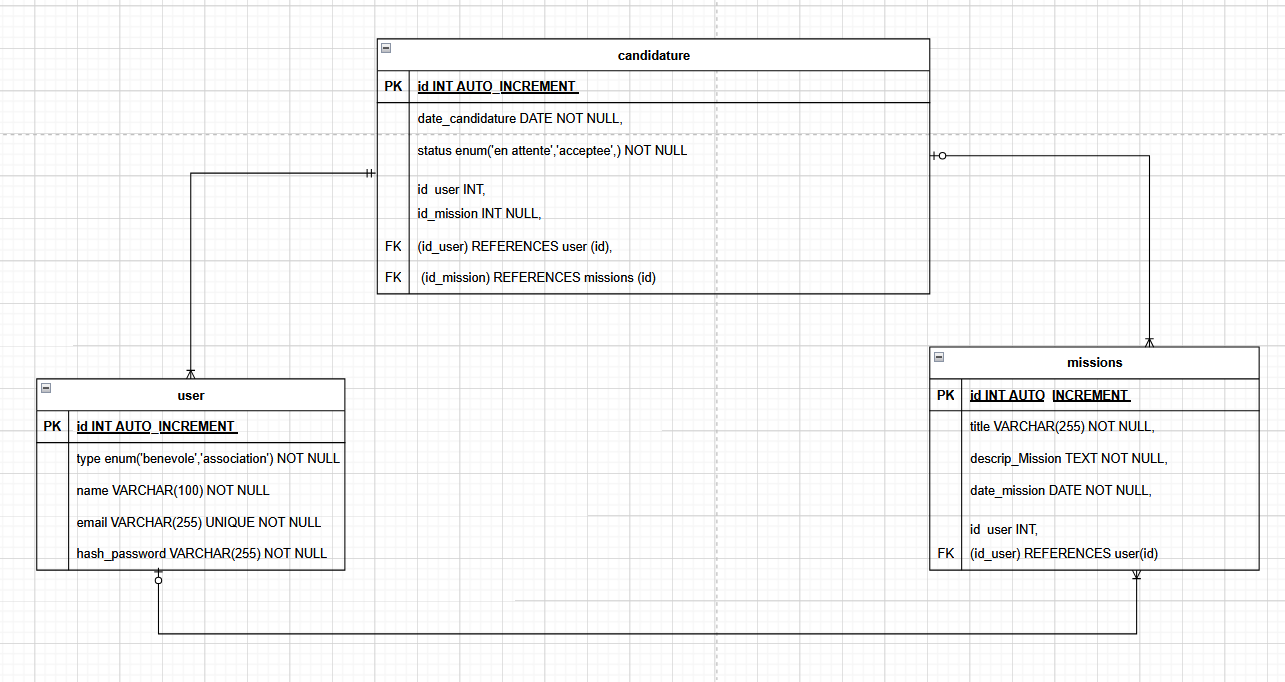 candidature
PK id INT AUTO_INCREMENT
date_candidature DATE NOT NULL,
status enum('en attente','acceptee',) NOT NULL
id_user INT,
id_mission INT NULL,
FK (id_user) REFERENCES user (id),
FK (id_mission) REFERENCES missions (id)
user
PK id INT AUTO_INCREMENT
type enum('benevole','association') NOT NULL
name VARCHAR(100) NOT NULL
email VARCHAR(255) UNIQUE NOT NULL
hash_password VARCHAR(255) NOT NULL
missions
PK id INT AUTO_INCREMENT
title VARCHAR(255) NOT NULL,
descrip_Mission TEXT NOT NULL,
date_mission DATE NOT NULL,
id_user INT,
FK (id_user) REFERENCES user(id)